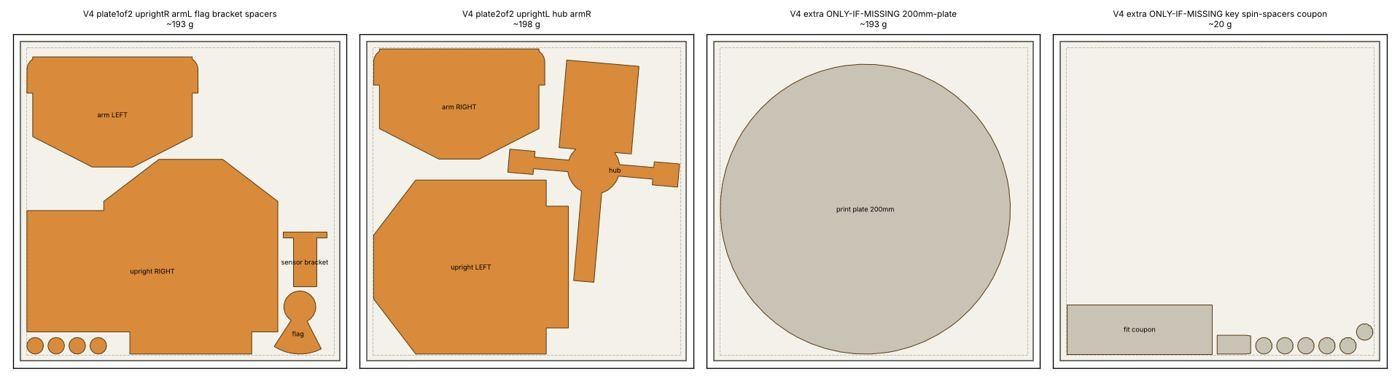 V4 plate1of2 uprightR armL flag bracket spacers
~193 g
arm LEFT
upright RIGHT
sensor bracket
flag
V4 plate2of2 uprightL hub armR
~198 g
arm RIGHT
hub
upright LEFT
V4 extra ONLY-IF-MISSING 200mm-plate
~193 g
print plate 200mm
V4 extra ONLY-IF-MISSING key spin-spacers coupon
~20 g
fit coupon